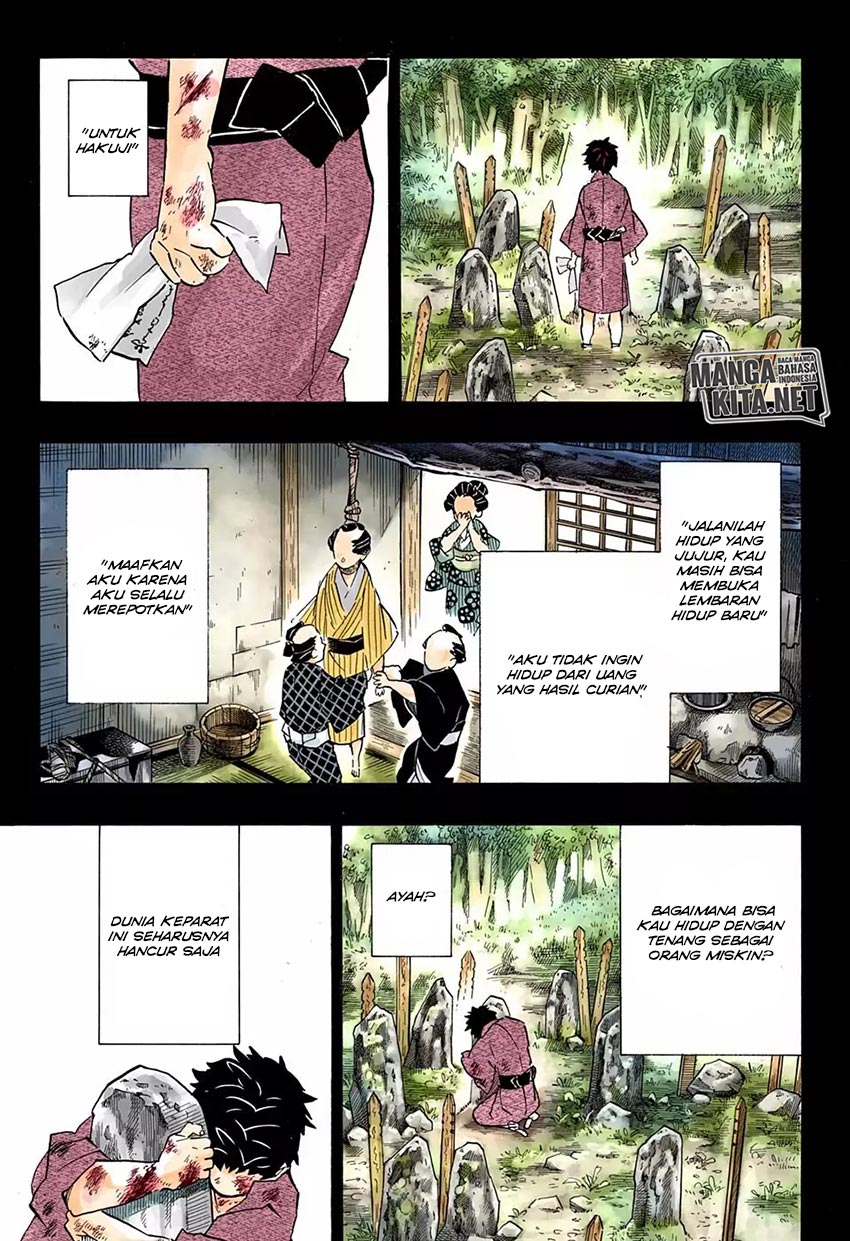 "UNTUK
HAKUJI"
MANGA
KITA.NET
BACA MANGA
BAHASA
INDONESIA
"JALANILAH
HIDUP YANG
JUJUR, KAU
MASIH BISA
MEMBUKA
LEMBARAN
HIDUP BARU"
"AKU TIDAK INGIN
HIDUP DARI UANG
YANG HASIL CURIAN",
"MAAFKAN
AKU KARENA
AKU SELALU
MEREPOTKAN"
BAGAIMANA BISA
KAU HIDUP DENGAN
TENANG SEBAGAI
ORANG MISKIN?
AYAH?
DUNIA KEPARAT
INI SEHARUSNYA
HANCUR SAJA